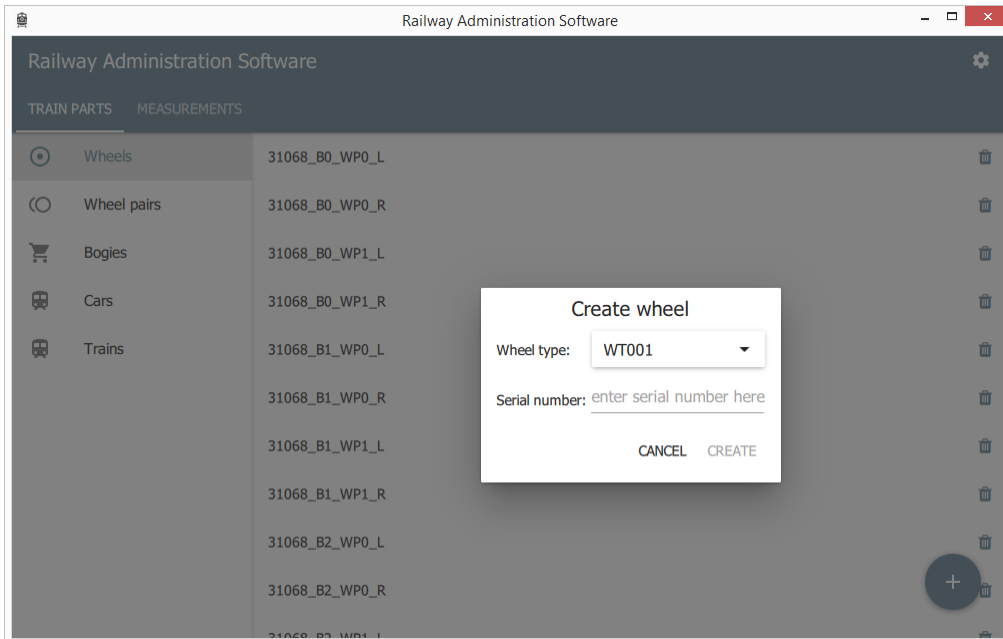 Railway Administration Software
Railway Administration Software
TRAIN PARTS MEASUREMENTS
Wheels
Wheel pairs
Bogies
Cars
Trains
31068_B0_WP0_L
31068_B0_WP0_R
31068_B0_WP1_L
31068_B0_WP1_R
31068_B1_WP0_L
31068_B1_WP0_R
31068_B1_WP1_L
31068_B1_WP1_R
31068_B2_WP0_L
31068_B2_WP0_R
31068_B2_WP1_L
Create wheel
Wheel type: WT001
Serial number: enter serial number here
CANCEL CREATE